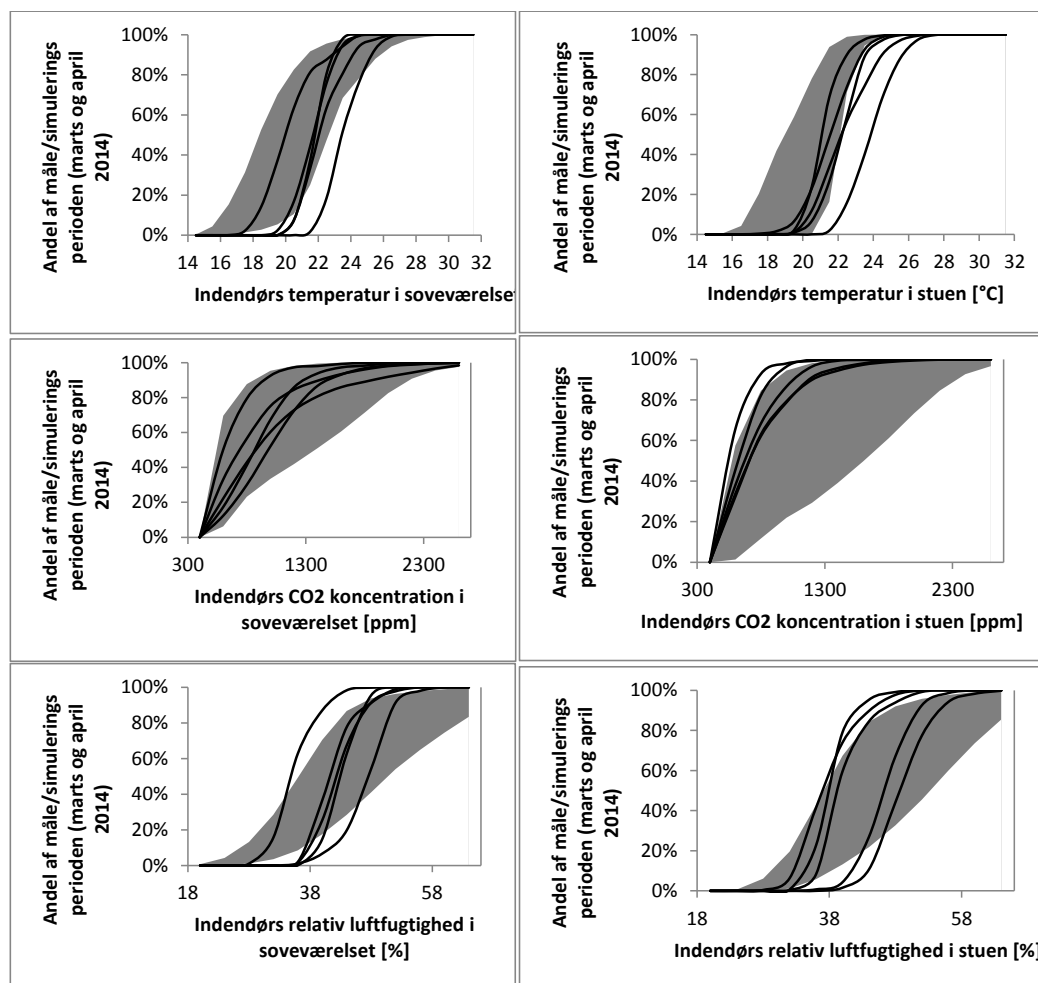 Andel af måle/simulerings
perioden (marts og april
2014)
100%
80%
60%
40%
20%
0%
14 16 18 20 22 24 26 28 30 32
Indendørs temperatur i soveværelset
Andel af måle/simulerings
perioden (marts og april
2014)
100%
80%
60%
40%
20%
0%
14 16 18 20 22 24 26 28 30 32
Indendørs temperatur i stuen [°C]
Andel af måle/simulerings
perioden (marts og april
2014)
100%
80%
60%
40%
20%
0%
300 1300 2300
Indendørs CO2 koncentration i
soveværelset [ppm]
Andel af måle/simulerings
perioden (marts og april
2014)
100%
80%
60%
40%
20%
0%
300 1300 2300
Indendørs CO2 koncentration i stuen [ppm]
Andel af måle/simulerings
perioden (marts og april
2014)
100%
80%
60%
40%
20%
0%
18 38 58
Indendørs relativ luftfugtighed i
soveværelset [%]
Andel af måle/simulerings
perioden (marts og april
2014)
100%
80%
60%
40%
20%
0%
18 38 58
Indendørs relativ luftfugtighed i stuen [%]